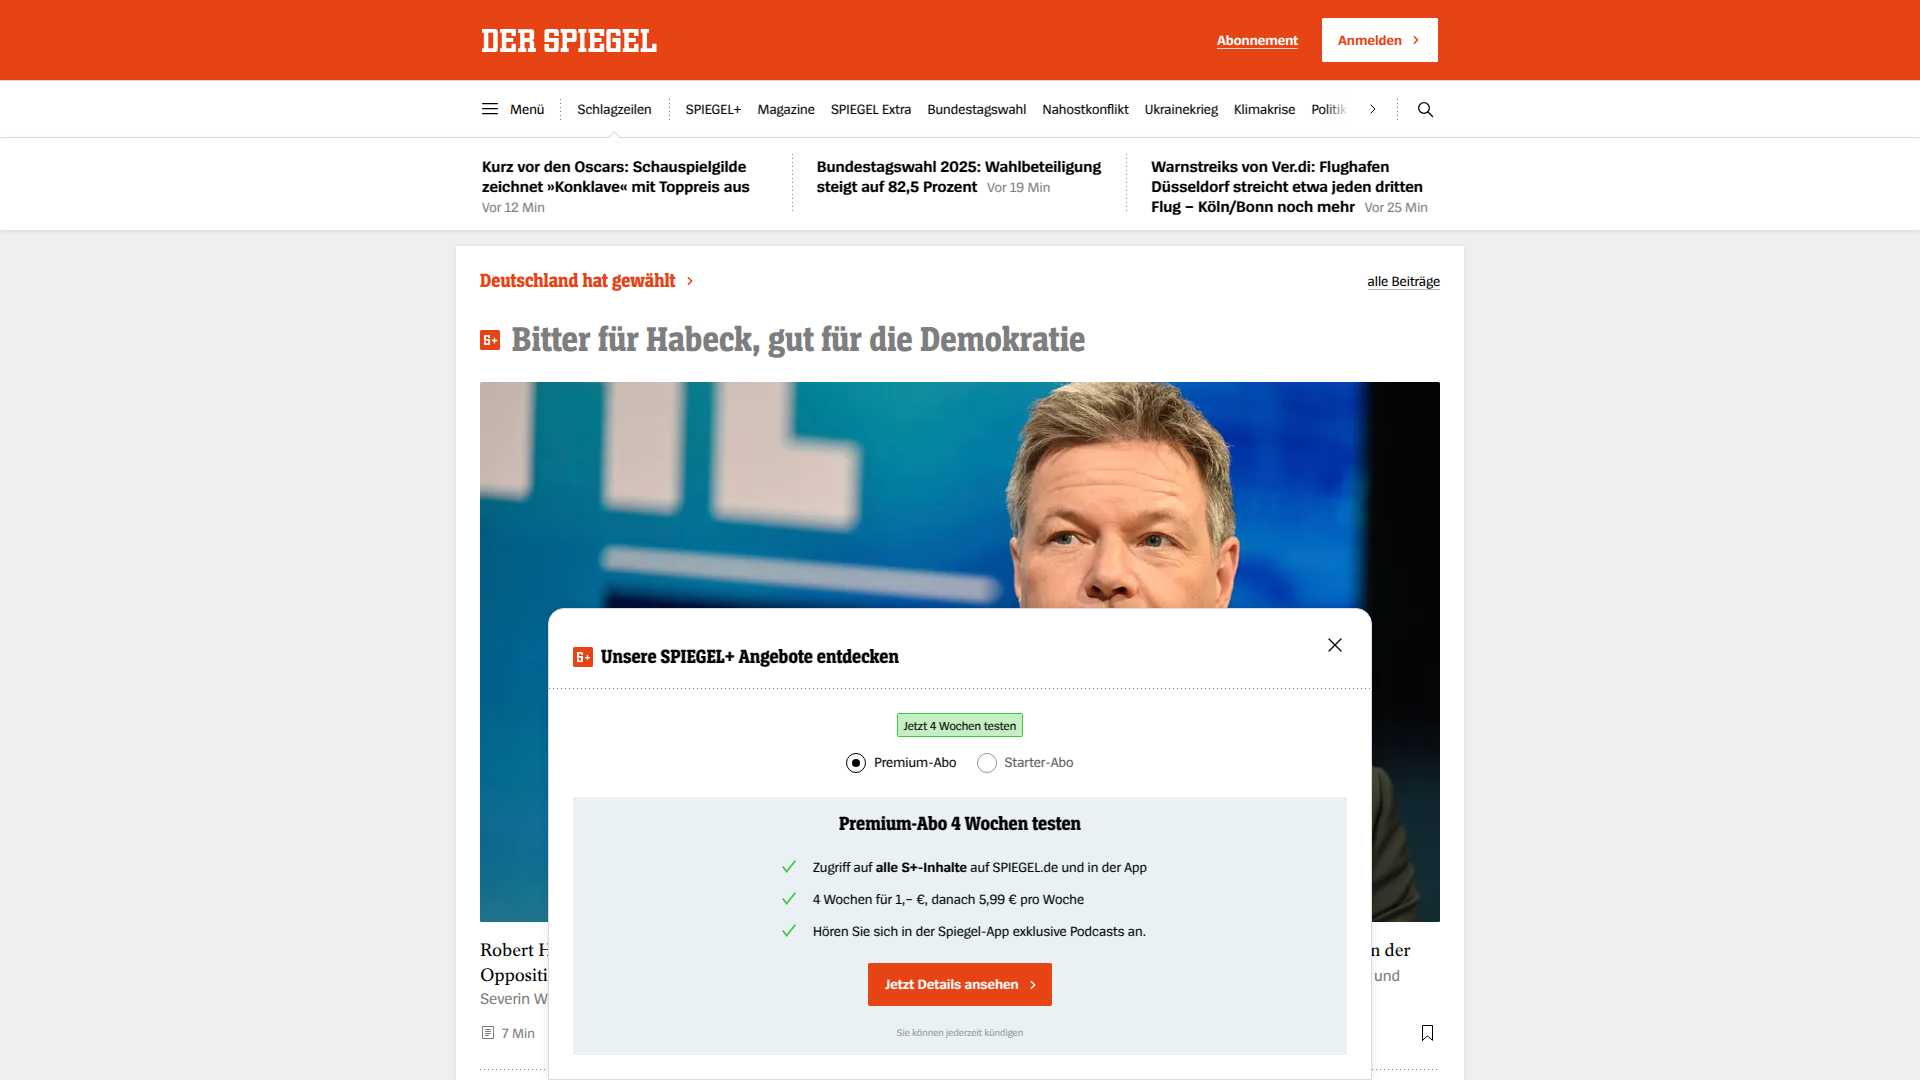 DER SPIEGEL
Abonnement
Anmelden
Menü
Schlagzeilen
SPIEGEL+
Magazine
SPIEGEL Extra
Bundestagswahl
Nahostkonflikt
Ukrainekrieg
Klimakrise
Politik
Kurz vor den Oscars: Schauspielgilde
zeichnet »Konklave« mit Toppreis aus
Vor 12 Min
Bundestagswahl 2025: Wahlbeteiligung
steigt auf 82,5 Prozent Vor 19 Min
Warnstreiks von Ver.di: Flughafen
Düsseldorf streicht etwa jeden dritten
Flug – Köln/Bonn noch mehr Vor 25 Min
Deutschland hat gewählt
alle Beiträge
S+ Bitter für Habeck, gut für die Demokratie
S+ Unsere SPIEGEL+ Angebote entdecken
Jetzt 4 Wochen testen
Premium-Abo
Starter-Abo
Premium-Abo 4 Wochen testen
Zugriff auf alle S+-Inhalte auf SPIEGEL.de und in der App
4 Wochen für 1,– €, danach 5,99 € pro Woche
Hören Sie sich in der Spiegel-App exklusive Podcasts an.
Jetzt Details ansehen
Sie können jederzeit kündigen
Robert H
n der
Oppositi
und
Severin W
7 Min